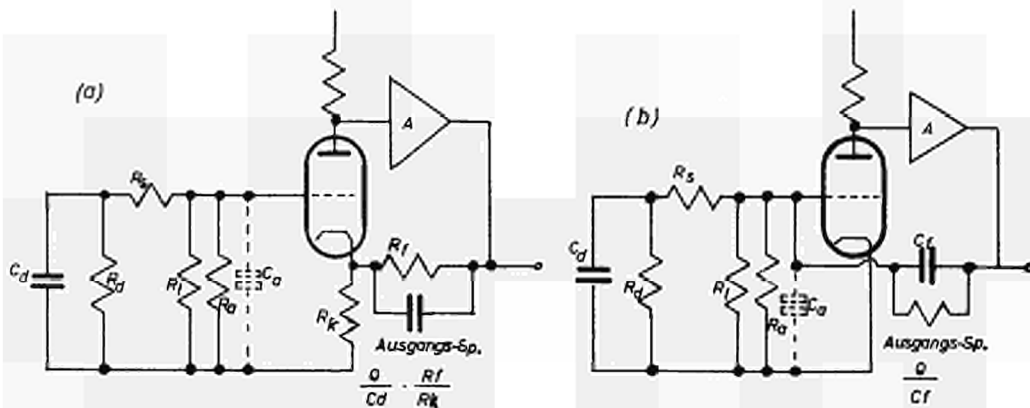 (a)
A
Rs
Cd
Rd
Rl
Ra
Ca
Rf
Rk
Ausgangs-Sp.
Q/Cd · Rf/Rk
(b)
A
Rs
Cd
Rd
Rl
Ra
Ca
Cf
Ausgangs-Sp.
Q/Cf